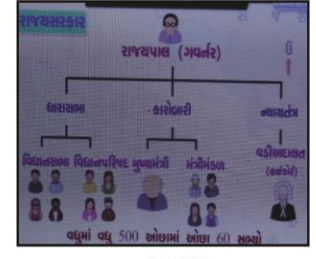 રાજ્યસરકાર
રાજ્યપાલ (ગવર્નર)
G
ધારાસભા કારોબારી ન્યાયતંત્ર
વિધાનસભા વિધાનપરિષદ મુખ્યમંત્રી મંત્રીમંડળ વડીઅદાલત
(હાઈકોર્ટ)
વધુમાં વધુ 500 ઓછામાં ઓછા 60 સભ્યો